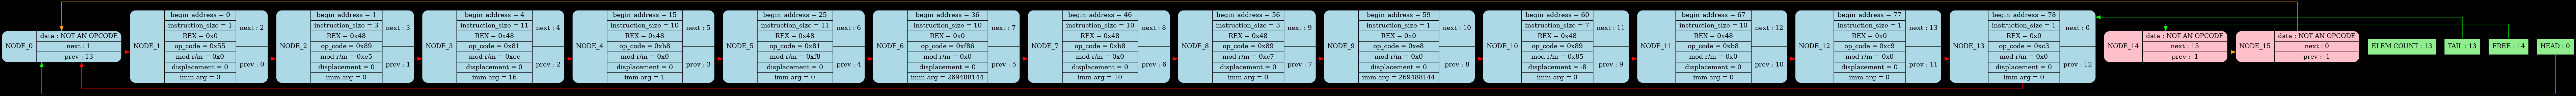 NODE_0
data : NOT AN OPCODE
next : 1
prev : 13
NODE_1
begin_address = 0
instruction_size = 1
REX = 0x0
op_code = 0x55
mod r/m = 0x0
displacement = 0
imm arg = 0
next : 2
prev : 0
NODE_2
begin_address = 1
instruction_size = 3
REX = 0x48
op_code = 0x89
mod r/m = 0xe5
displacement = 0
imm arg = 0
next : 3
prev : 1
NODE_3
begin_address = 4
instruction_size = 11
REX = 0x48
op_code = 0x81
mod r/m = 0xec
displacement = 0
imm arg = 16
next : 4
prev : 2
NODE_4
begin_address = 15
instruction_size = 10
REX = 0x48
op_code = 0xb8
mod r/m = 0x0
displacement = 0
imm arg = 1
next : 5
prev : 3
NODE_5
begin_address = 25
instruction_size = 11
REX = 0x48
op_code = 0x81
mod r/m = 0xf8
displacement = 0
imm arg = 0
next : 6
prev : 4
NODE_6
begin_address = 36
instruction_size = 10
REX = 0x0
op_code = 0xf86
mod r/m = 0x0
displacement = 0
imm arg = 269488144
next : 7
prev : 5
NODE_7
begin_address = 46
instruction_size = 10
REX = 0x48
op_code = 0xb8
mod r/m = 0x0
displacement = 0
imm arg = 10
next : 8
prev : 6
NODE_8
begin_address = 56
instruction_size = 3
REX = 0x48
op_code = 0x89
mod r/m = 0xc7
displacement = 0
imm arg = 0
next : 9
prev : 7
NODE_9
begin_address = 59
instruction_size = 1
REX = 0x0
op_code = 0xe8
mod r/m = 0x0
displacement = 0
imm arg = 269488144
next : 10
prev : 8
NODE_10
begin_address = 60
instruction_size = 7
REX = 0x48
op_code = 0x89
mod r/m = 0x85
displacement = -8
imm arg = 0
next : 11
prev : 9
NODE_11
begin_address = 67
instruction_size = 10
REX = 0x48
op_code = 0xb8
mod r/m = 0x0
displacement = 0
imm arg = 0
next : 12
prev : 10
NODE_12
begin_address = 77
instruction_size = 1
REX = 0x0
op_code = 0xc9
mod r/m = 0x0
displacement = 0
imm arg = 0
next : 13
prev : 11
NODE_13
begin_address = 78
instruction_size = 1
REX = 0x0
op_code = 0xc3
mod r/m = 0x0
displacement = 0
imm arg = 0
next : 0
prev : 12
NODE_14
data : NOT AN OPCODE
next : 15
prev : -1
NODE_15
data : NOT AN OPCODE
next : 0
prev : -1
ELEM COUNT : 13
TAIL : 13
FREE : 14
HEAD : 0